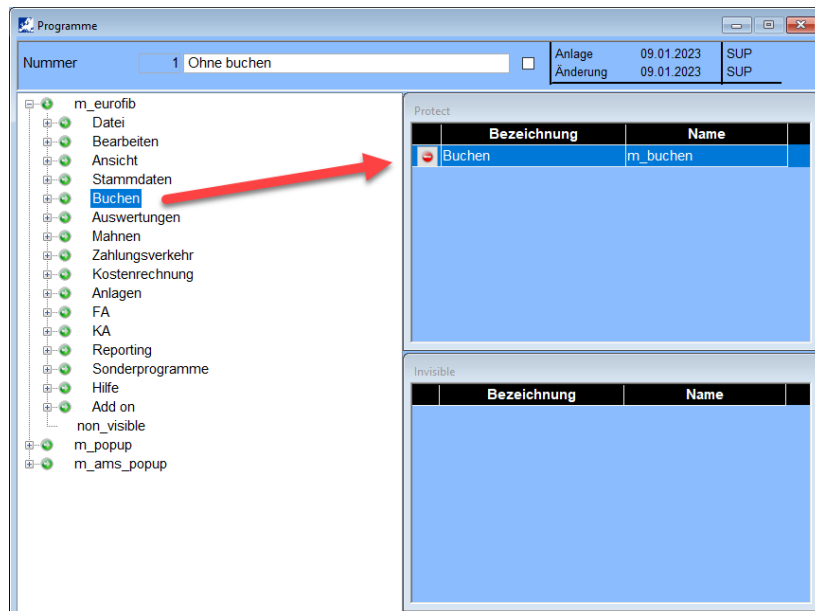 Programme
Nummer 1 Ohne buchen
Anlage 09.01.2023 SUP
Änderung 09.01.2023 SUP
m_eurofib
Datei
Bearbeiten
Ansicht
Stammdaten
Buchen
Auswertungen
Mahnen
Zahlungsverkehr
Kostenrechnung
Anlagen
FA
KA
Reporting
Sonderprogramme
Hilfe
Add on
non_visible
m_popup
m_ams_popup
Protect
Bezeichnung Name
Buchen m_buchen
Invisible
Bezeichnung Name